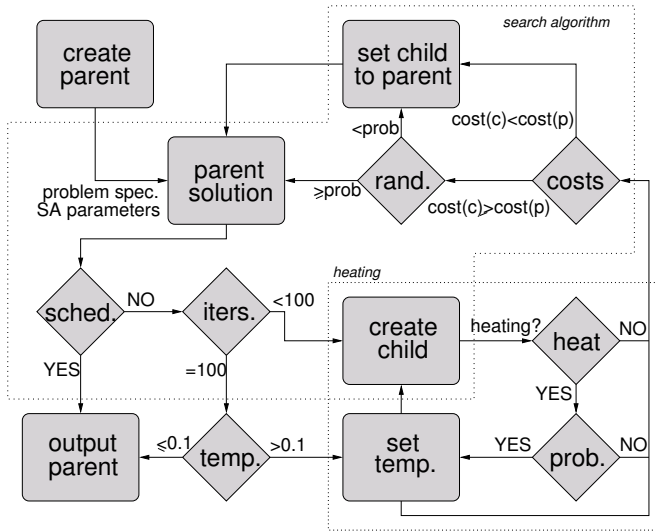 search algorithm
create
parent
set child
to parent
<prob
cost(c)<cost(p)
parent
solution
rand.
costs
problem spec.
SA parameters
⩾prob
cost(c)⩾cost(p)
heating
sched.
NO
iters.
<100
create
child
heating?
heat
NO
YES
=100
YES
output
parent
⩽0.1
temp.
>0.1
set
temp.
YES
prob.
NO